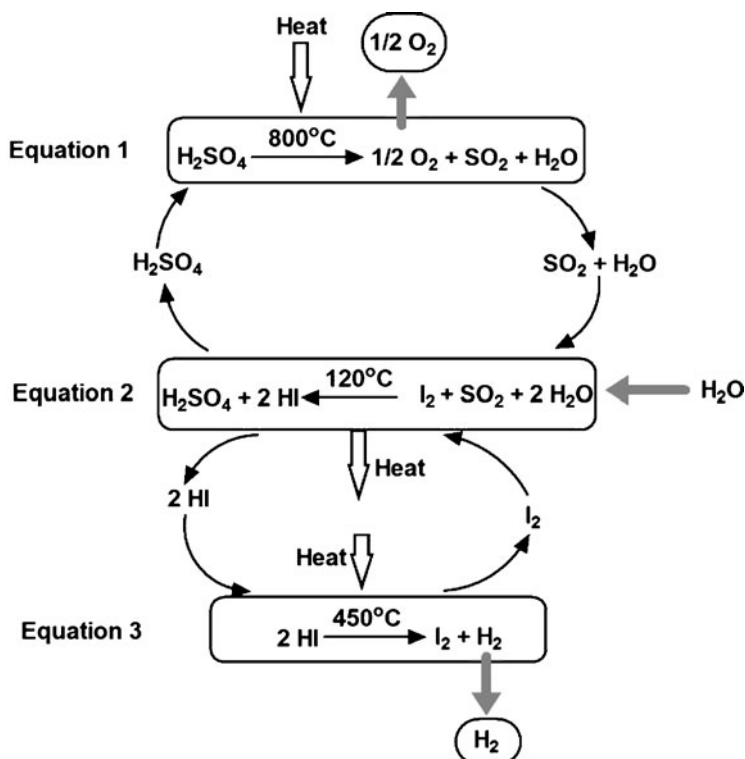 Heat
1/2 O₂
Equation 1
800°C
H₂SO₄ 1/2 O₂ + SO₂ + H₂O
H₂SO₄
SO₂ + H₂O
Equation 2
120°C
H₂SO₄ + 2 HI I₂ + SO₂ + 2 H₂O
H₂O
Heat
2 HI
I₂
Heat
Equation 3
450°C
2 HI I₂ + H₂
H₂